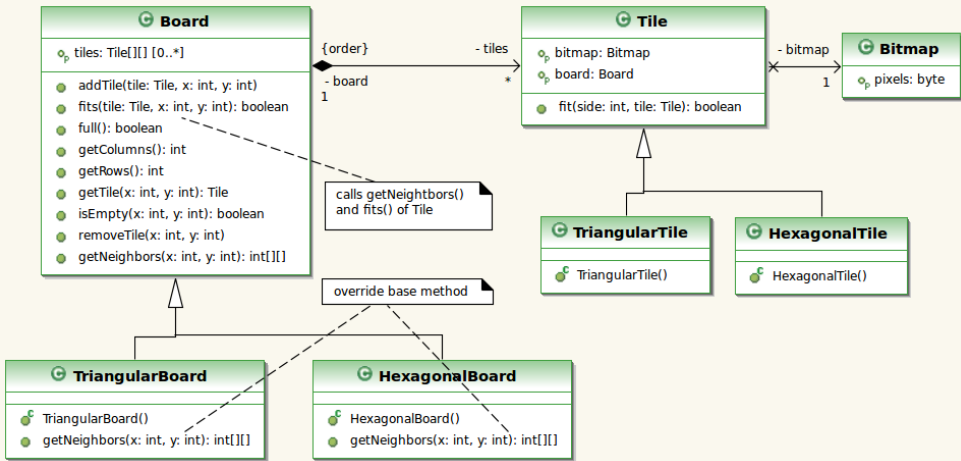 Board
tiles: Tile[][] [0..*]
addTile(tile: Tile, x: int, y: int)
fits(tile: Tile, x: int, y: int): boolean
full(): boolean
getColumns(): int
getRows(): int
getTile(x: int, y: int): Tile
isEmpty(x: int, y: int): boolean
removeTile(x: int, y: int)
getNeighbors(x: int, y: int): int[][]
{order}
- board
1
- tiles
*
Tile
bitmap: Bitmap
board: Board
fit(side: int, tile: Tile): boolean
- bitmap
1
Bitmap
pixels: byte
calls getNeightbors()
and fits() of Tile
TriangularTile
TriangularTile()
HexagonalTile
HexagonalTile()
override base method
TriangularBoard
TriangularBoard()
getNeighbors(x: int, y: int): int[][]
HexagonalBoard
HexagonalBoard()
getNeighbors(x: int, y: int): int[][]